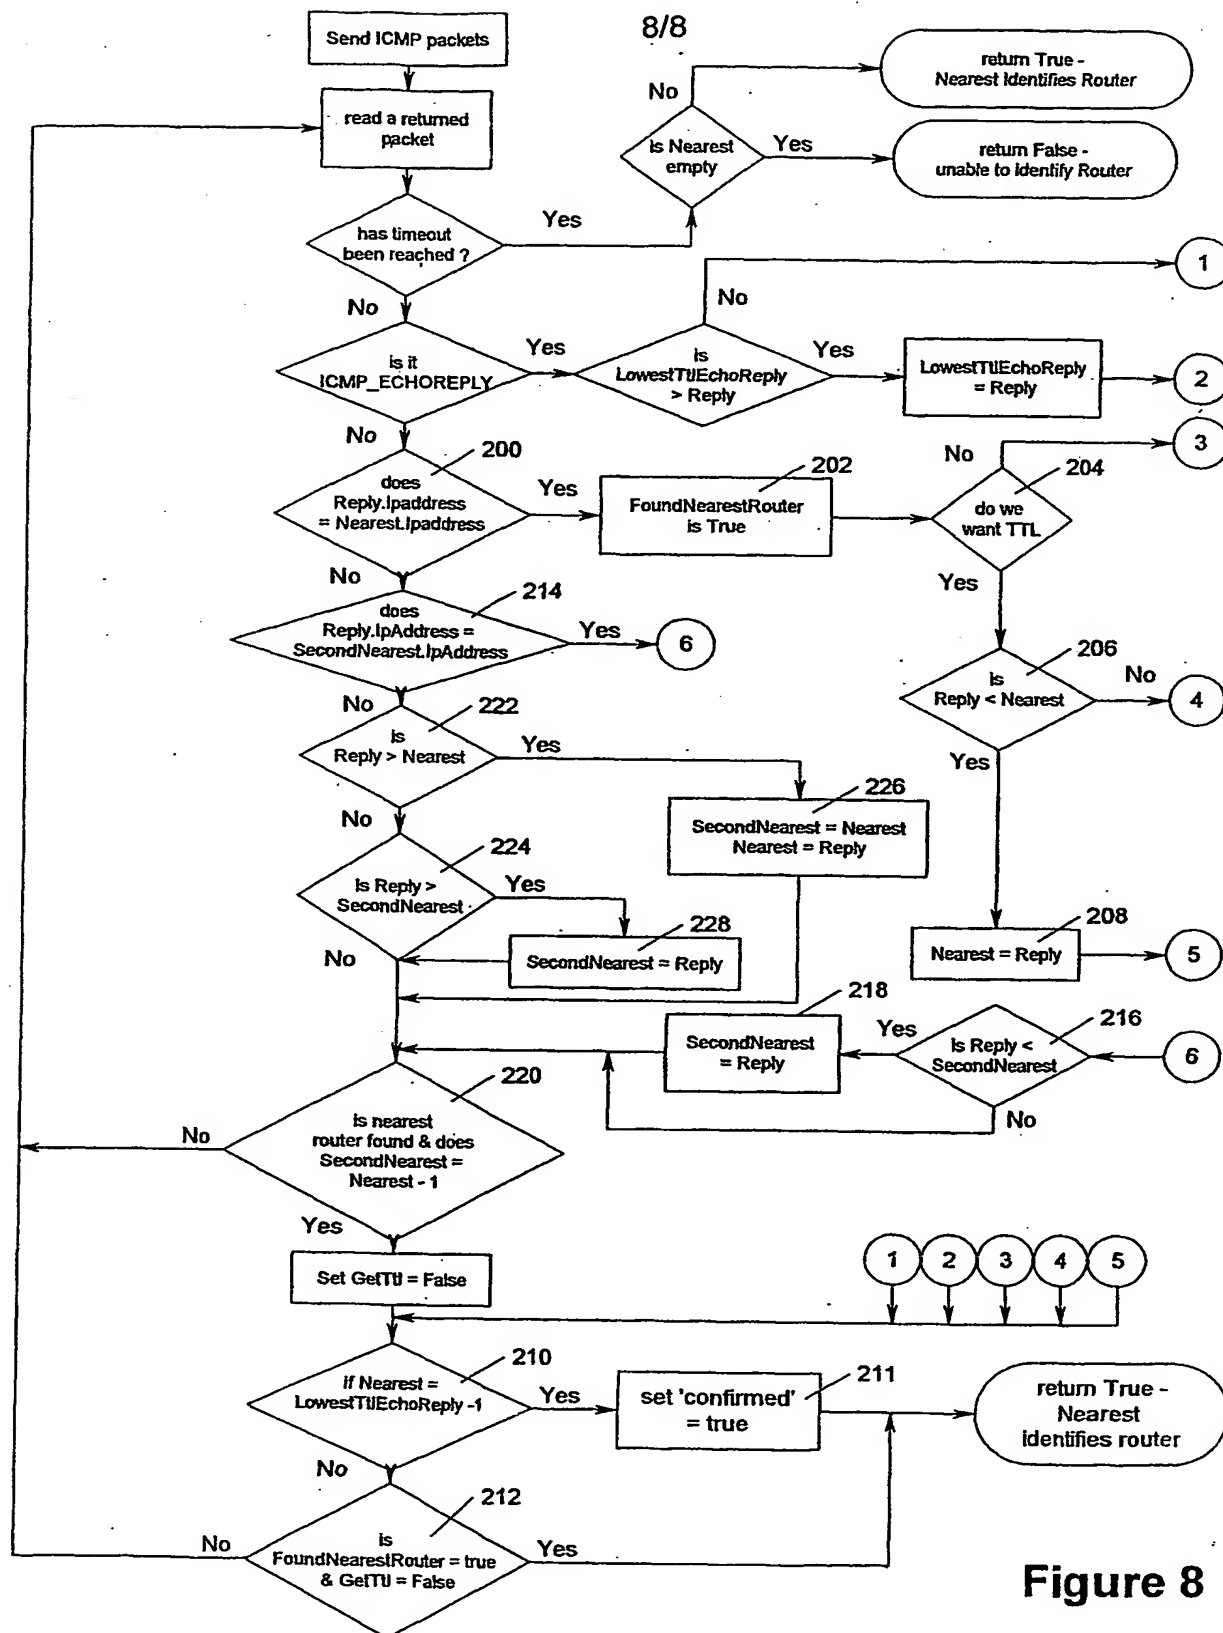 8/8
Send ICMP packets
return True -
Nearest Identifies Router
No
read a returned
packet
is Nearest
empty
Yes
return False -
unable to Identify Router
has timeout
been reached ?
Yes
1
No
No
is it
ICMP_ECHOREPLY
Yes
is
LowestTtlEchoReply
> Reply
Yes
LowestTtlEchoReply
= Reply
2
No
200
does
Reply.Ipaddress
= Nearest.Ipaddress
Yes
202
FoundNearestRouter
is True
No
3
204
do we
want TTL
No
Yes
214
does
Reply.IpAddress =
SecondNearest.IpAddress
Yes
6
206
is
Reply < Nearest
No
4
No
222
is
Reply > Nearest
Yes
Yes
226
SecondNearest = Nearest
Nearest = Reply
No
224
is Reply >
SecondNearest
Yes
228
SecondNearest = Reply
No
208
Nearest = Reply
5
218
SecondNearest
= Reply
Yes
216
is Reply <
SecondNearest
6
No
220
is nearest
router found & does
SecondNearest =
Nearest - 1
No
Yes
Set GetTtl = False
1
2
3
4
5
210
if Nearest =
LowestTtlEchoReply -1
Yes
211
set 'confirmed'
= true
return True -
Nearest
identifies router
No
212
is
FoundNearestRouter = true
& GetTtl = False
No
Yes
Figure 8